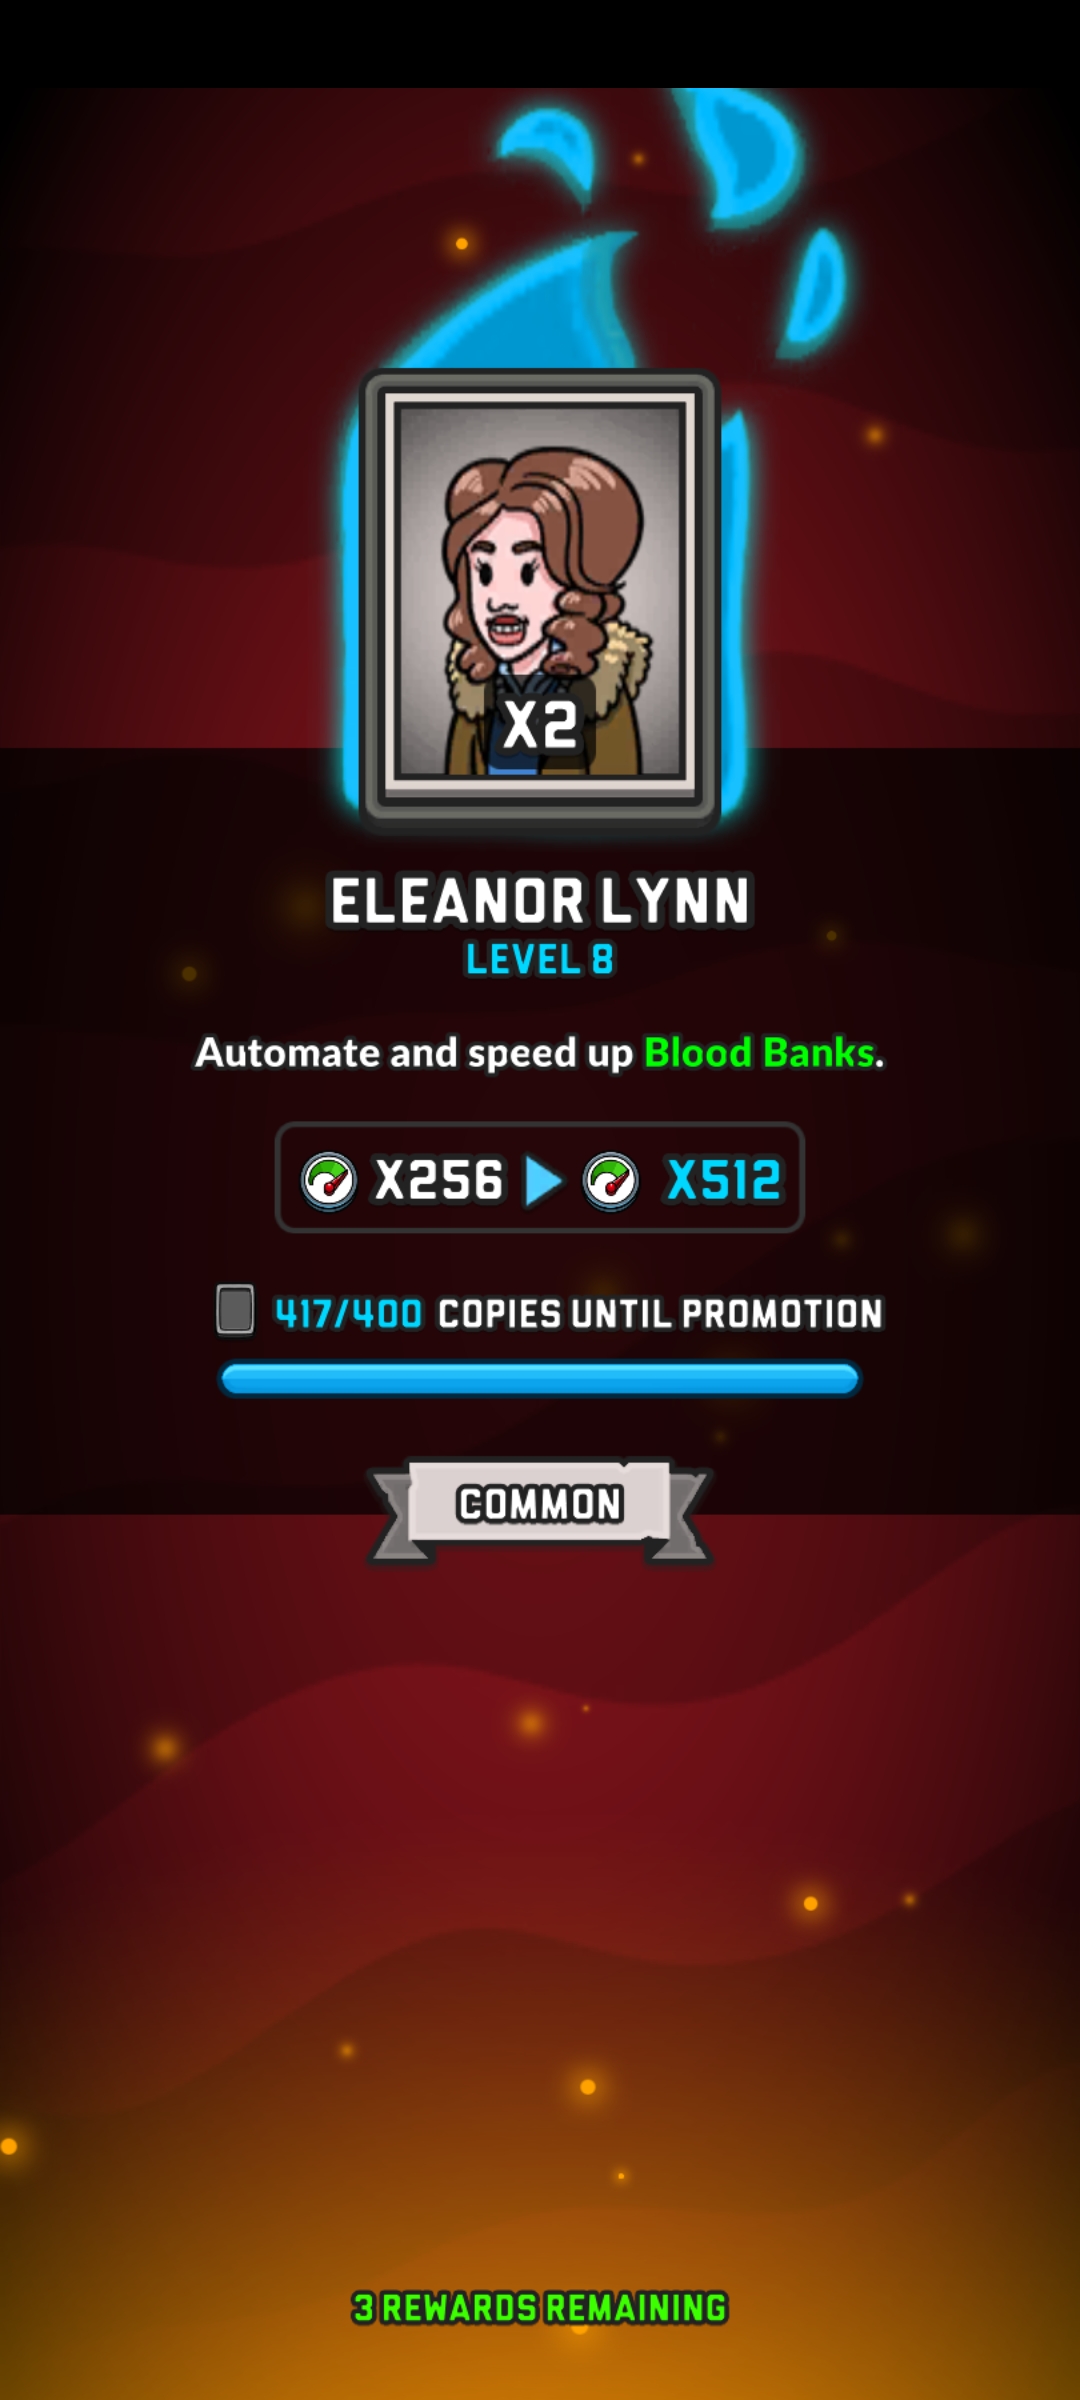 X2
ELEANOR LYNN
LEVEL 8
Automate and speed up Blood Banks.
X256 X512
417/400 COPIES UNTIL PROMOTION
COMMON
3 REWARDS REMAINING